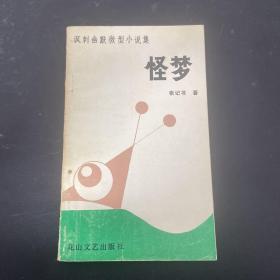 讽刺幽默微型小说集
怪梦
袁记书 著
花山文艺出版社